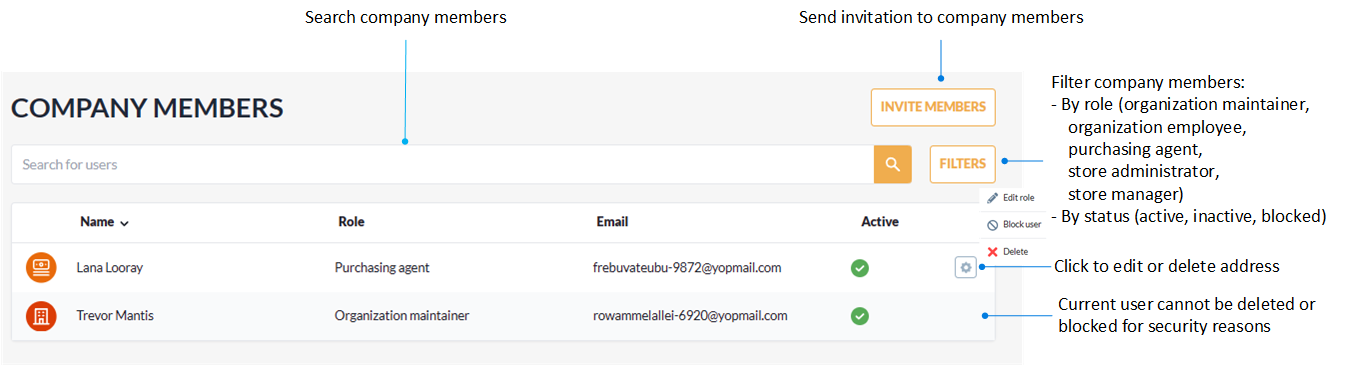 Search company members
Send invitation to company members
COMPANY MEMBERS
INVITE MEMBERS
Filter company members:
- By role (organization maintainer,
organization employee,
purchasing agent,
store administrator,
store manager)
- By status (active, inactive, blocked)
Search for users
FILTERS
Edit role
Block user
Delete
Name
Role
Email
Active
Lana Looray
Purchasing agent
frebuvateubu-9872@yopmail.com
Click to edit or delete address
Trevor Mantis
Organization maintainer
rowammelallei-6920@yopmail.com
Current user cannot be deleted or
blocked for security reasons